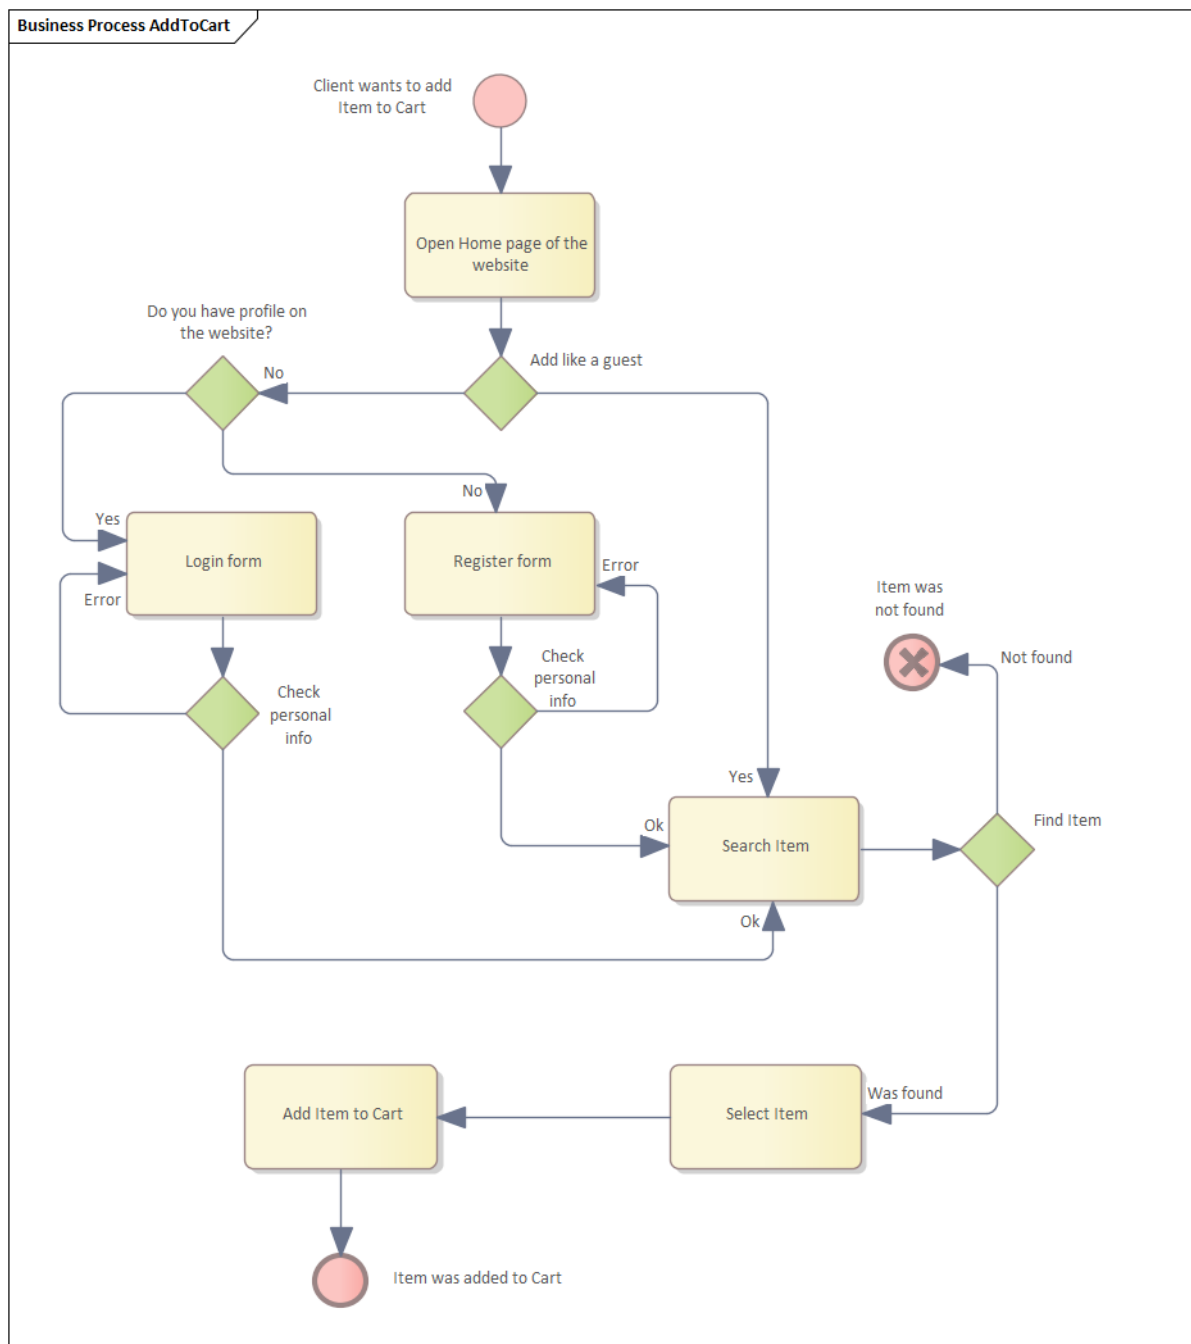 Business Process AddToCart
Client wants to add
Item to Cart
Open Home page of the
website
Do you have profile on
the website?
Add like a guest
No
No
Yes
Login form
Register form
Error
Error
Item was
not found
Not found
Check
personal
info
Check
personal
info
Yes
Ok
Search Item
Find Item
Ok
Was found
Add Item to Cart
Select Item
Item was added to Cart